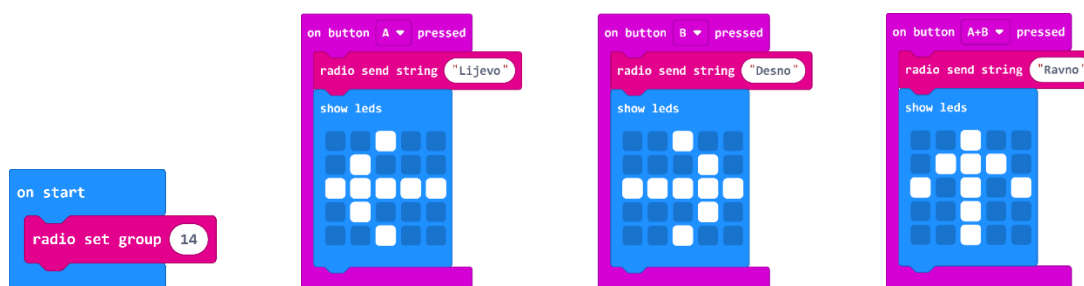 on start
radio set group 14
on button A pressed
radio send string "Lijevo"
show leds
on button B pressed
radio send string "Desno"
show leds
on button A+B pressed
radio send string "Ravno"
show leds